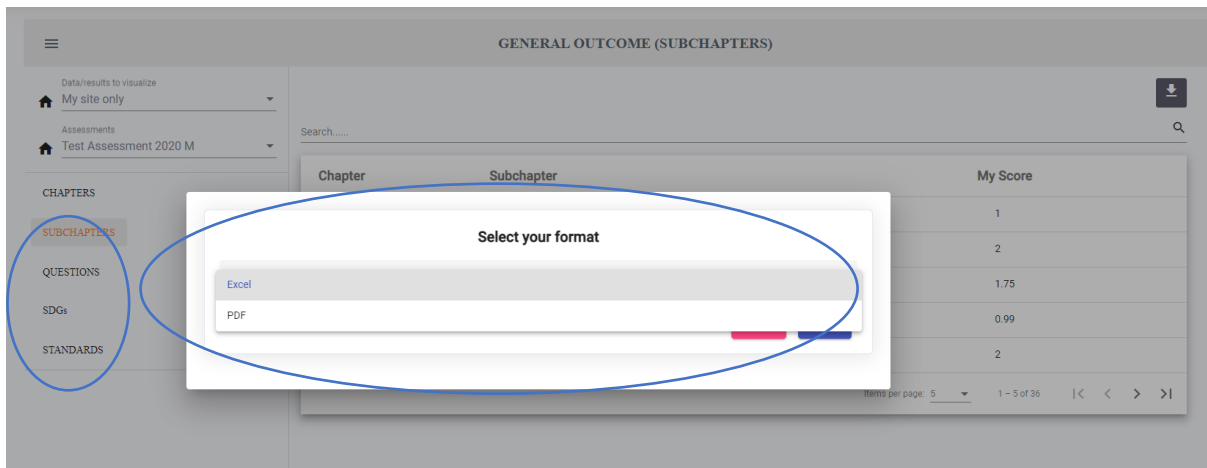 GENERAL OUTCOME (SUBCHAPTERS)
Data/results to visualize
My site only
Assessments
Test Assessment 2020 M
CHAPTERS
SUBCHAPTERS
QUESTIONS
SDGs
STANDARDS
Search......
Chapter Subchapter My Score
1
2
1.75
0.99
2
Items per page: 5 1 – 5 of 36
Select your format
Excel
PDF